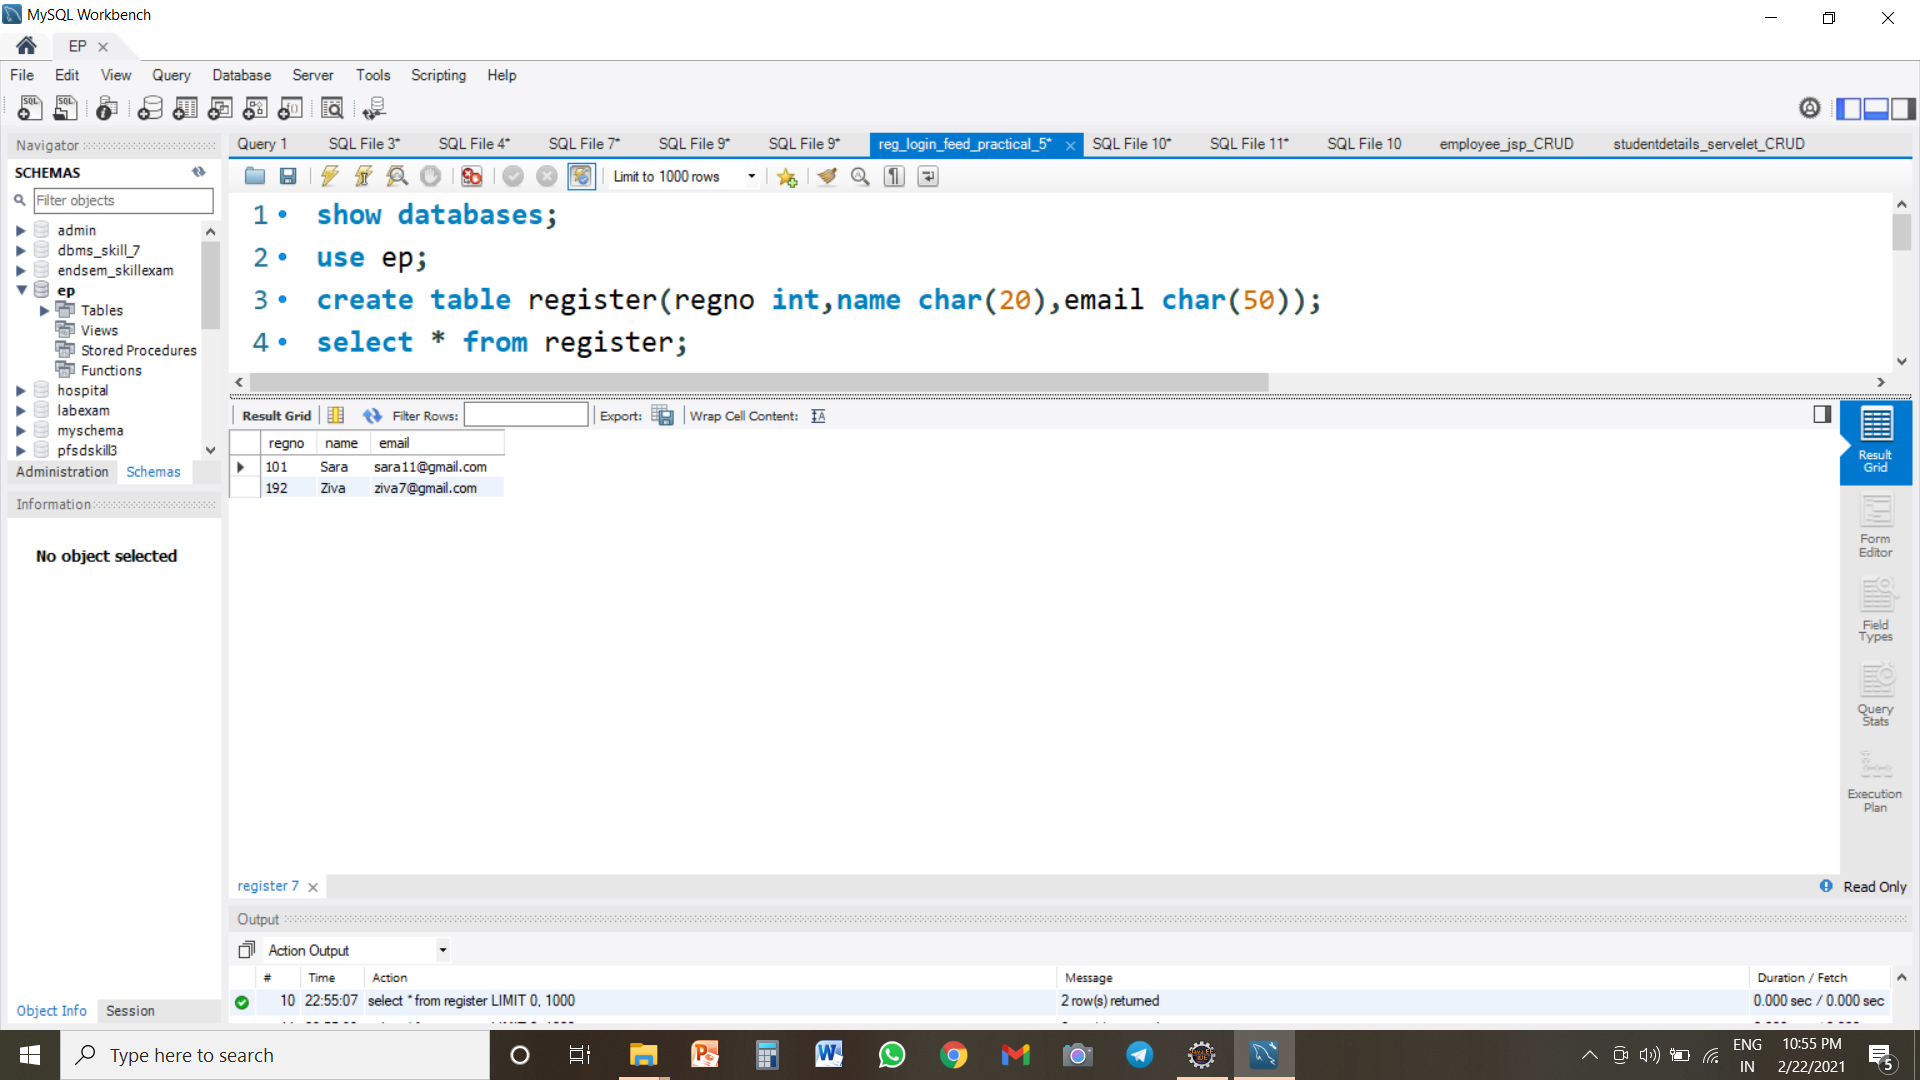 MySQL Workbench
EP
File Edit View Query Database Server Tools Scripting Help
Navigator
SCHEMAS
Filter objects
admin
dbms_skill_7
endsem_skillexam
ep
Tables
Views
Stored Procedures
Functions
hospital
labexam
myschema
pfsdskill3
Administration Schemas
Information
No object selected
Object Info Session
Query 1 SQL File 3* SQL File 4* SQL File 7* SQL File 9* SQL File 9* reg_login_feed_practical_5* SQL File 10* SQL File 11* SQL File 10 employee_jsp_CRUD studentdetails_servelet_CRUD
Limit to 1000 rows
1 show databases;
2 use ep;
3 create table register(regno int,name char(20),email char(50));
4 select * from register;
Result Grid Filter Rows: Export: Wrap Cell Content:
regno name email
101 Sara sara11@gmail.com
192 Ziva ziva7@gmail.com
Result
Grid
Form
Editor
Field
Types
Query
Stats
Execution
Plan
register 7
Read Only
Output
Action Output
# Time Action Message Duration / Fetch
10 22:55:07 select * from register LIMIT 0, 1000 2 row(s) returned 0.000 sec / 0.000 sec
Type here to search
ENG
IN
10:55 PM
2/22/2021
5